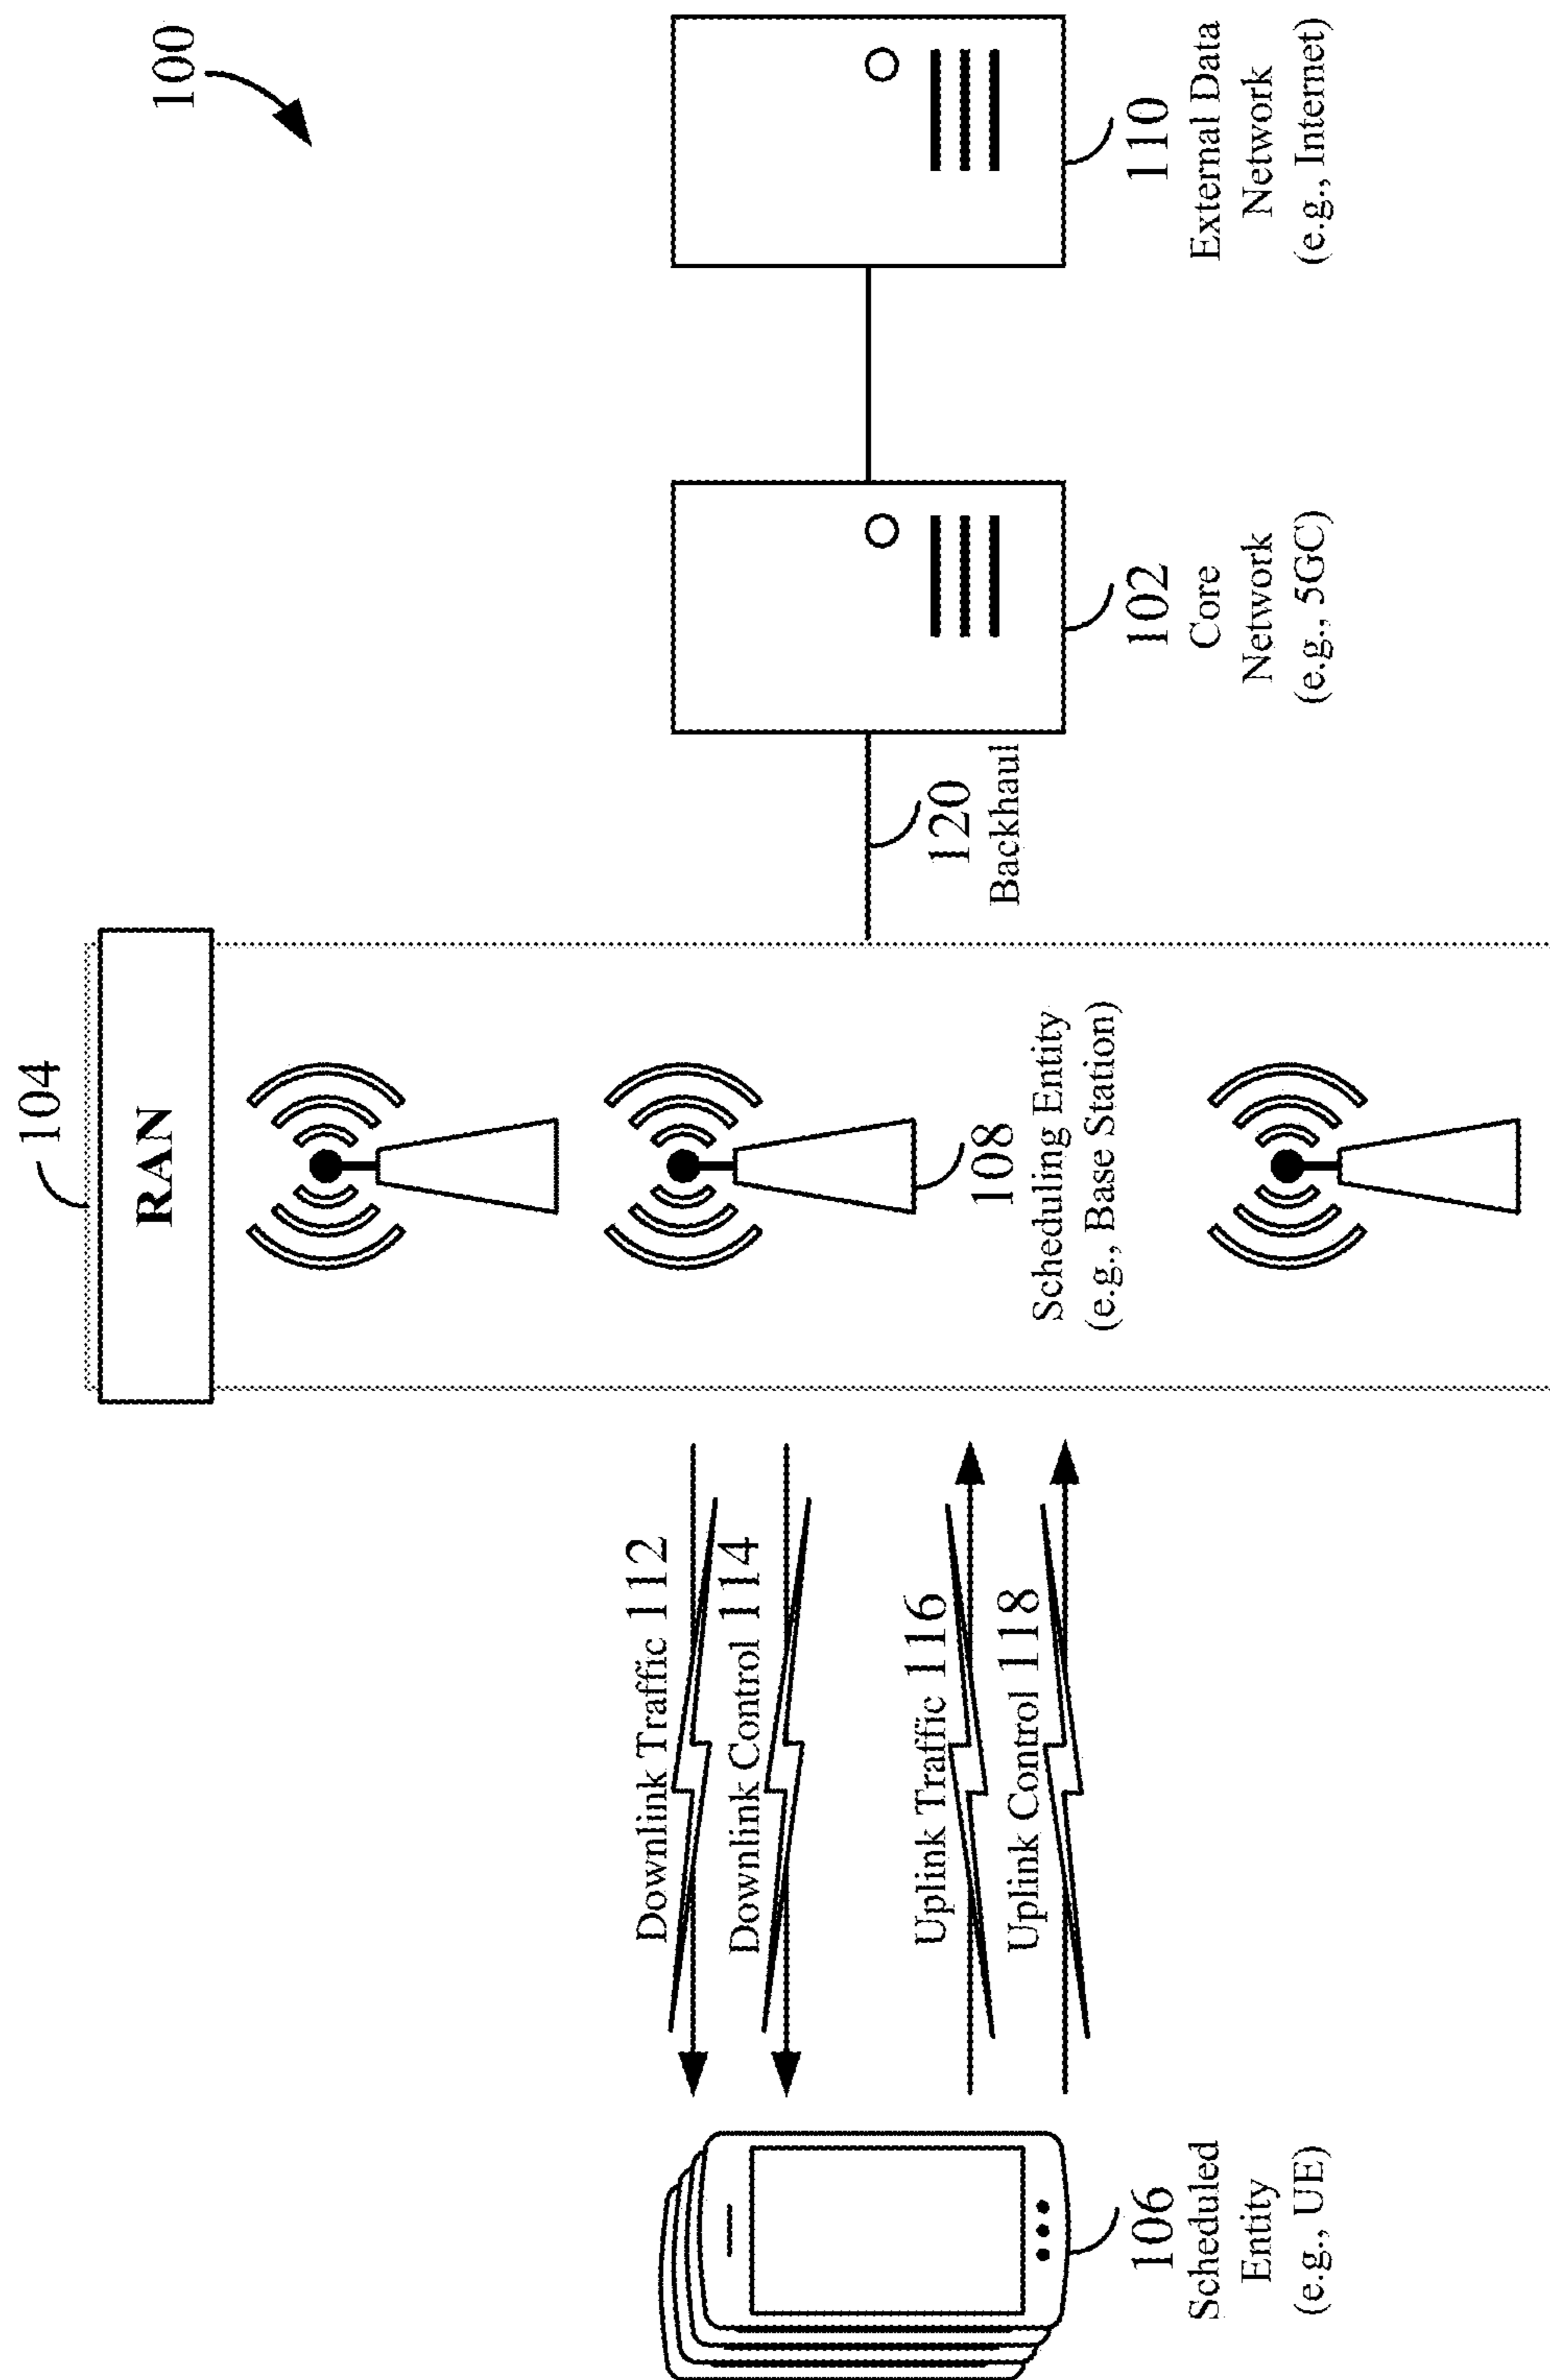 100
104
RAN
Downlink Traffic 112
Downlink Control 114
Uplink Traffic 116
Uplink Control 118
106
Scheduled
Entity
(e.g., UE)
108
Scheduling Entity
(e.g., Base Station)
120
Backhaul
102
Core
Network
(e.g., 5GC)
110
External Data
Network
(e.g., Internet)